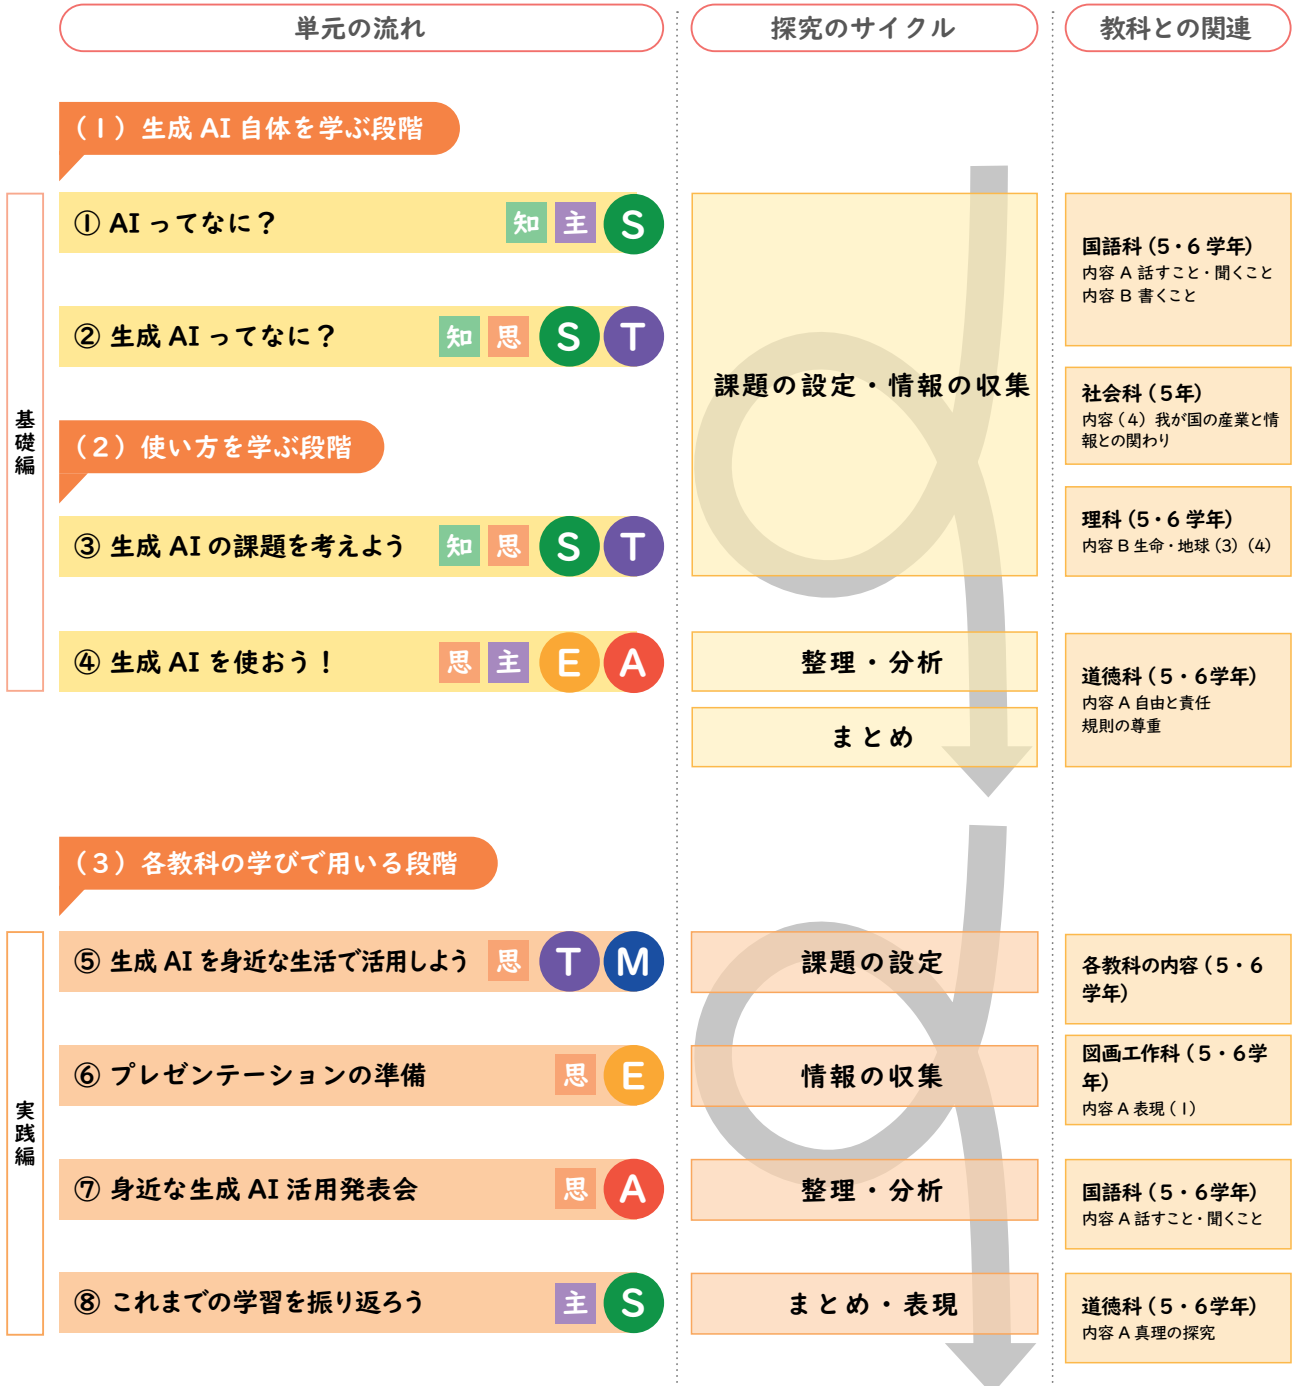 単元の流れ
探究のサイクル
教科との関連
（1）生成 AI 自体を学ぶ段階
基礎編
① AI ってなに？
知 主 S
② 生成 AI ってなに？
知 思 S T
（2）使い方を学ぶ段階
③ 生成 AI の課題を考えよう
知 思 S T
④ 生成 AI を使おう！
思 主 E A
課題の設定・情報の収集
整理・分析
まとめ
国語科（5・6 学年）
内容 A 話すこと・聞くこと
内容 B 書くこと
社会科（5年）
内容（4）我が国の産業と情
報との関わり
理科（5・6 学年）
内容 B 生命・地球（3）（4）
道徳科（5・6学年）
内容 A 自由と責任
規則の尊重
（3）各教科の学びで用いる段階
実践編
⑤ 生成 AI を身近な生活で活用しよう
思 T M
⑥ プレゼンテーションの準備
思 E
⑦ 身近な生成 AI 活用発表会
思 A
⑧ これまでの学習を振り返ろう
主 S
課題の設定
情報の収集
整理・分析
まとめ・表現
各教科の内容（5・6
学年）
図画工作科（5・6学
年）
内容 A 表現（1）
国語科（5・6学年）
内容 A 話すこと・聞くこと
道徳科（5・6学年）
内容 A 真理の探究